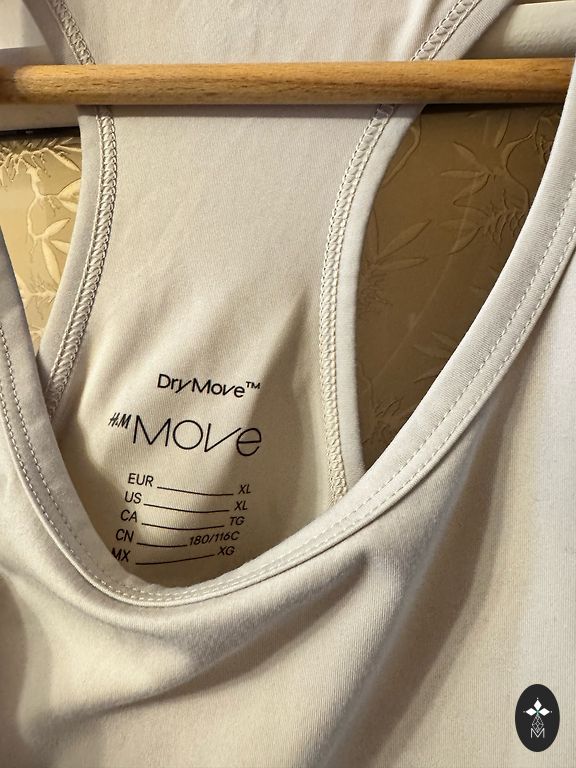 DryMove™
H&M MOVE
EUR XL
US XL
CA TG
CN 180/116C
MX XG
M